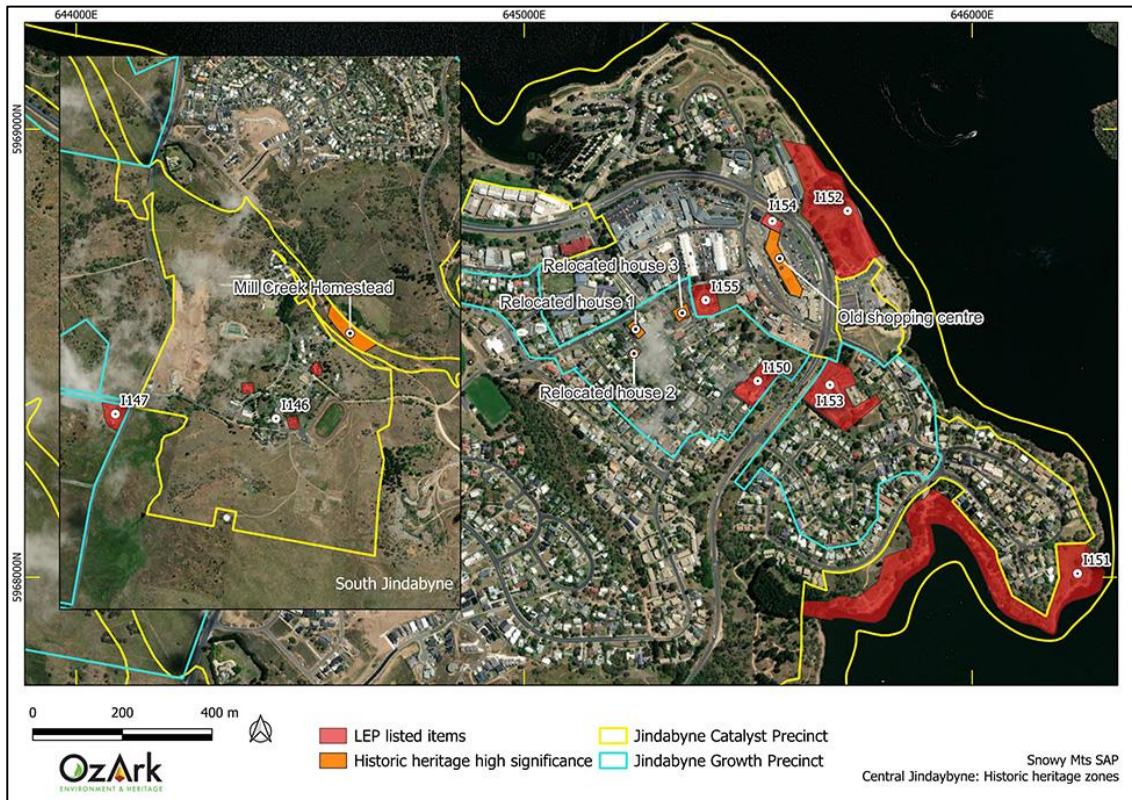 644000E
645000E
646000E
5969000N
5968000N
I152
I154
Relocated house 3
I155
Relocated house 1
Old shopping centre
Mill Creek Homestead
Relocated house 2
I150
I153
I147
I146
I151
South Jindabyne
0 200 400 m
LEP listed items
Historic heritage high significance
Jindabyne Catalyst Precinct
Jindabyne Growth Precinct
OzArk
ENVIRONMENT & HERITAGE
Snowy Mts SAP
Central Jindaybyne: Historic heritage zones